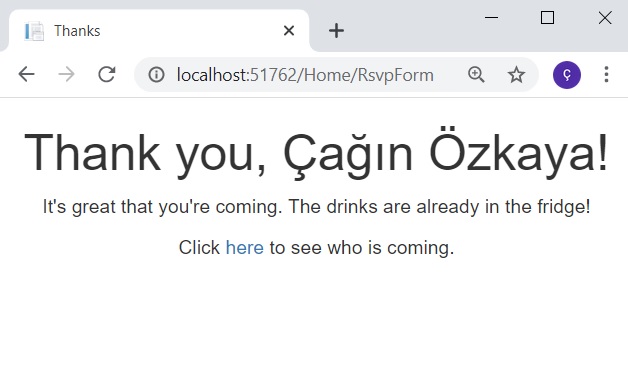 Thanks
localhost:51762/Home/RsvpForm
Ç
Thank you, Çağın Özkaya!
It's great that you're coming. The drinks are already in the fridge!
Click here to see who is coming.